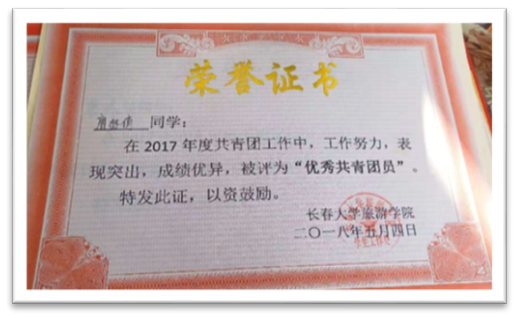 荣誉证书
同学：
在2017年度共青团工作中，工作努力，表
现突出，成绩优异，被评为“优秀共青团员”。
特发此证，以资鼓励。
长春大学旅游学院
二〇一八年五月四日